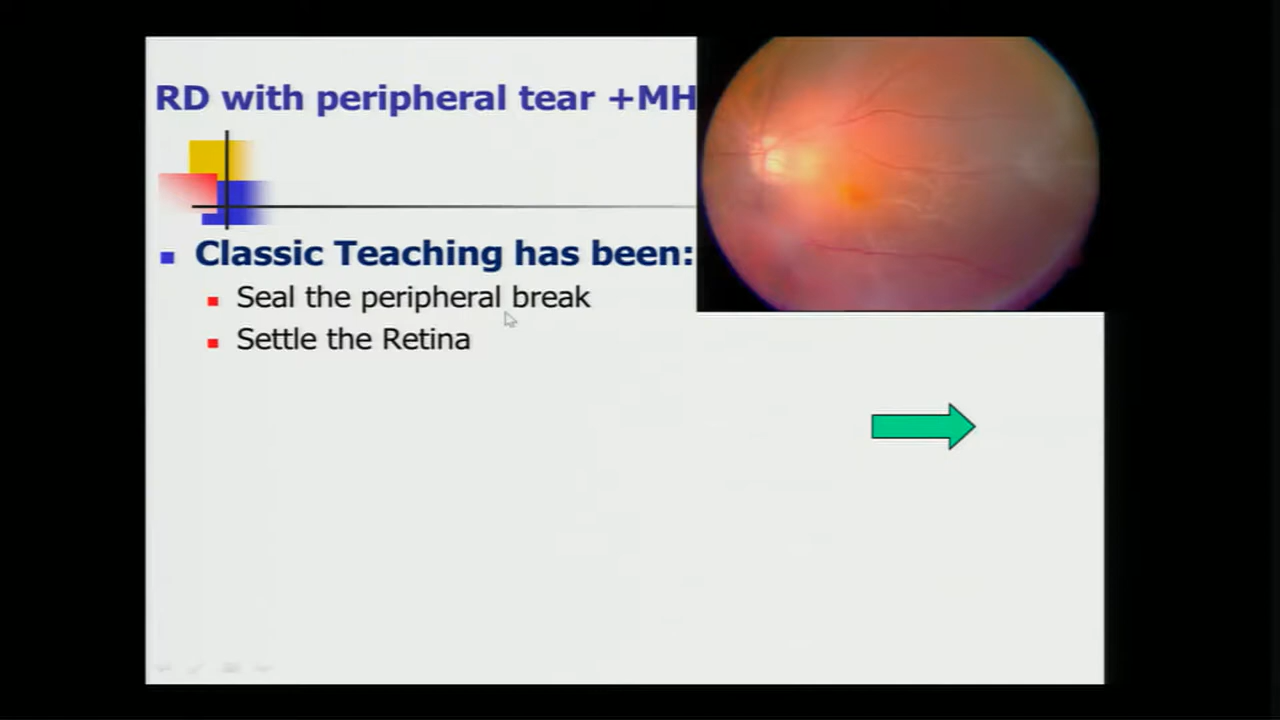 RD with peripheral tear +MH
Classic Teaching has been:
Seal the peripheral break
Settle the Retina